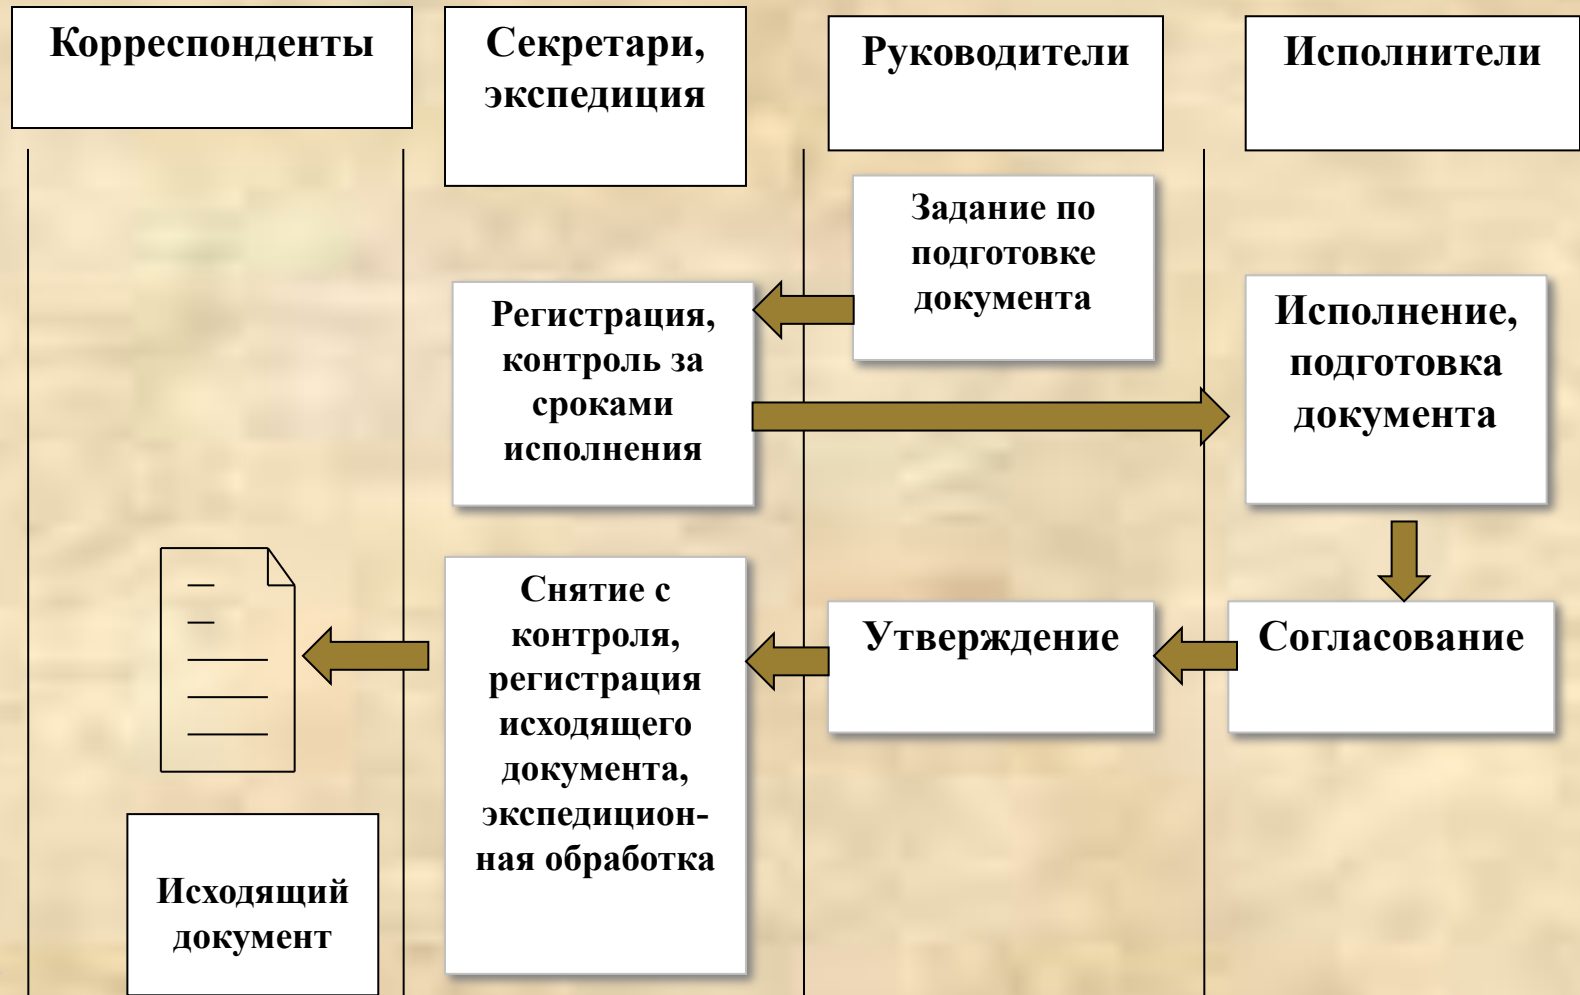 Корреспонденты
Секретари,
экспедиция
Руководители
Исполнители
Задание по
подготовке
документа
Регистрация,
контроль за
сроками
исполнения
Исполнение,
подготовка
документа
Снятие с
контроля,
регистрация
исходящего
документа,
экспедицион-
ная обработка
Утверждение
Согласование
Исходящий
документ